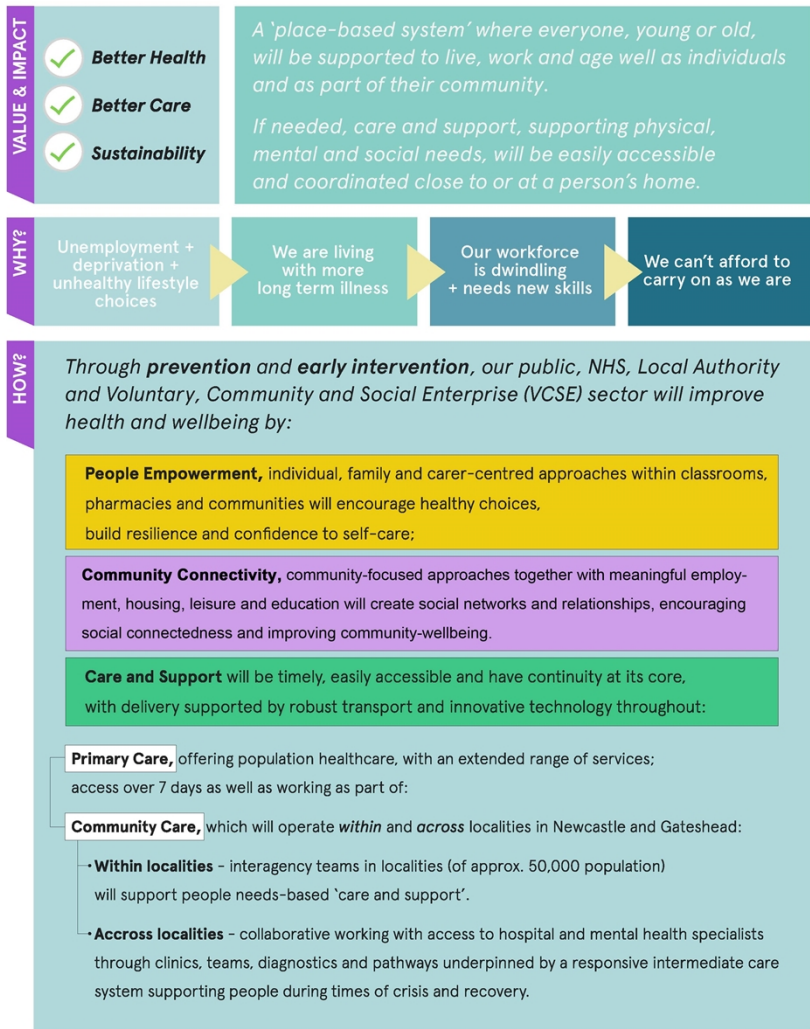 VALUE & IMPACT
Better Health
Better Care
Sustainability
A ‘place-based system’ where everyone, young or old,
will be supported to live, work and age well as individuals
and as part of their community.
If needed, care and support, supporting physical,
mental and social needs, will be easily accessible
and coordinated close to or at a person’s home.
WHY?
Unemployment +
deprivation +
unhealthy lifestyle
choices
We are living
with more
long term illness
Our workforce
is dwindling
+ needs new skills
We can’t afford to
carry on as we are
HOW?
Through prevention and early intervention, our public, NHS, Local Authority
and Voluntary, Community and Social Enterprise (VCSE) sector will improve
health and wellbeing by:
People Empowerment, individual, family and carer-centred approaches within classrooms,
pharmacies and communities will encourage healthy choices,
build resilience and confidence to self-care;
Community Connectivity, community-focused approaches together with meaningful employ-
ment, housing, leisure and education will create social networks and relationships, encouraging
social connectedness and improving community-wellbeing.
Care and Support will be timely, easily accessible and have continuity at its core,
with delivery supported by robust transport and innovative technology throughout:
Primary Care, offering population healthcare, with an extended range of services;
access over 7 days as well as working as part of:
Community Care, which will operate within and across localities in Newcastle and Gateshead:
Within localities - interagency teams in localities (of approx. 50,000 population)
will support people needs-based ‘care and support’.
Accross localities - collaborative working with access to hospital and mental health specialists
through clinics, teams, diagnostics and pathways underpinned by a responsive intermediate care
system supporting people during times of crisis and recovery.